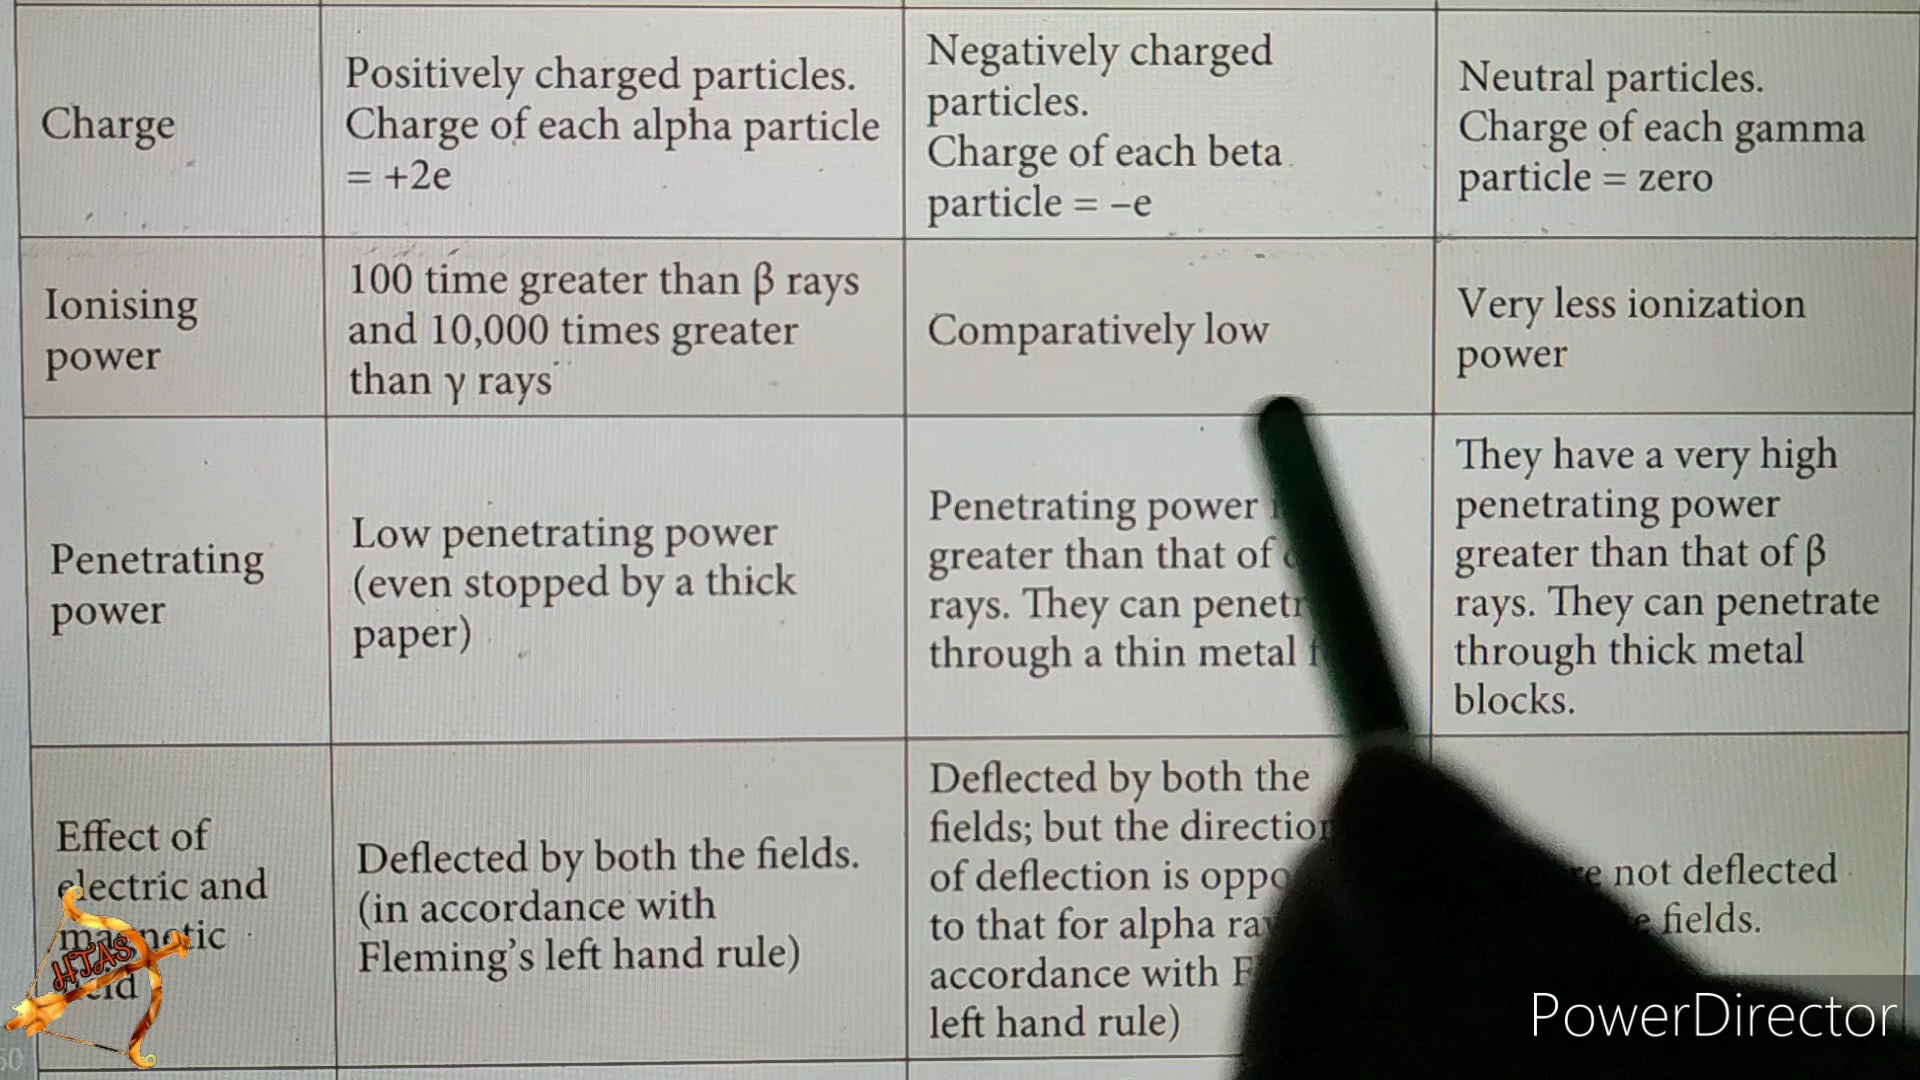 Charge
Positively charged particles.
Charge of each alpha particle
= +2e
Negatively charged
particles.
Charge of each beta
particle = –e
Neutral particles.
Charge of each gamma
particle = zero
Ionising
power
100 time greater than β rays
and 10,000 times greater
than γ rays
Comparatively low
Very less ionization
power
Penetrating
power
Low penetrating power
(even stopped by a thick
paper)
Penetrating power
greater than that of
rays. They can
through a thin metal
They have a very high
penetrating power
greater than that of β
rays. They can penetrate
through thick metal
blocks.
Effect of
electric and
magnetic
Deflected by both the fields.
(in accordance with
Fleming's left hand rule)
Deflected by both the
fields; but the direction
of deflection is
to that for alpha
accordance with
left hand rule)
not deflected
fields.
HTAS
PowerDirector